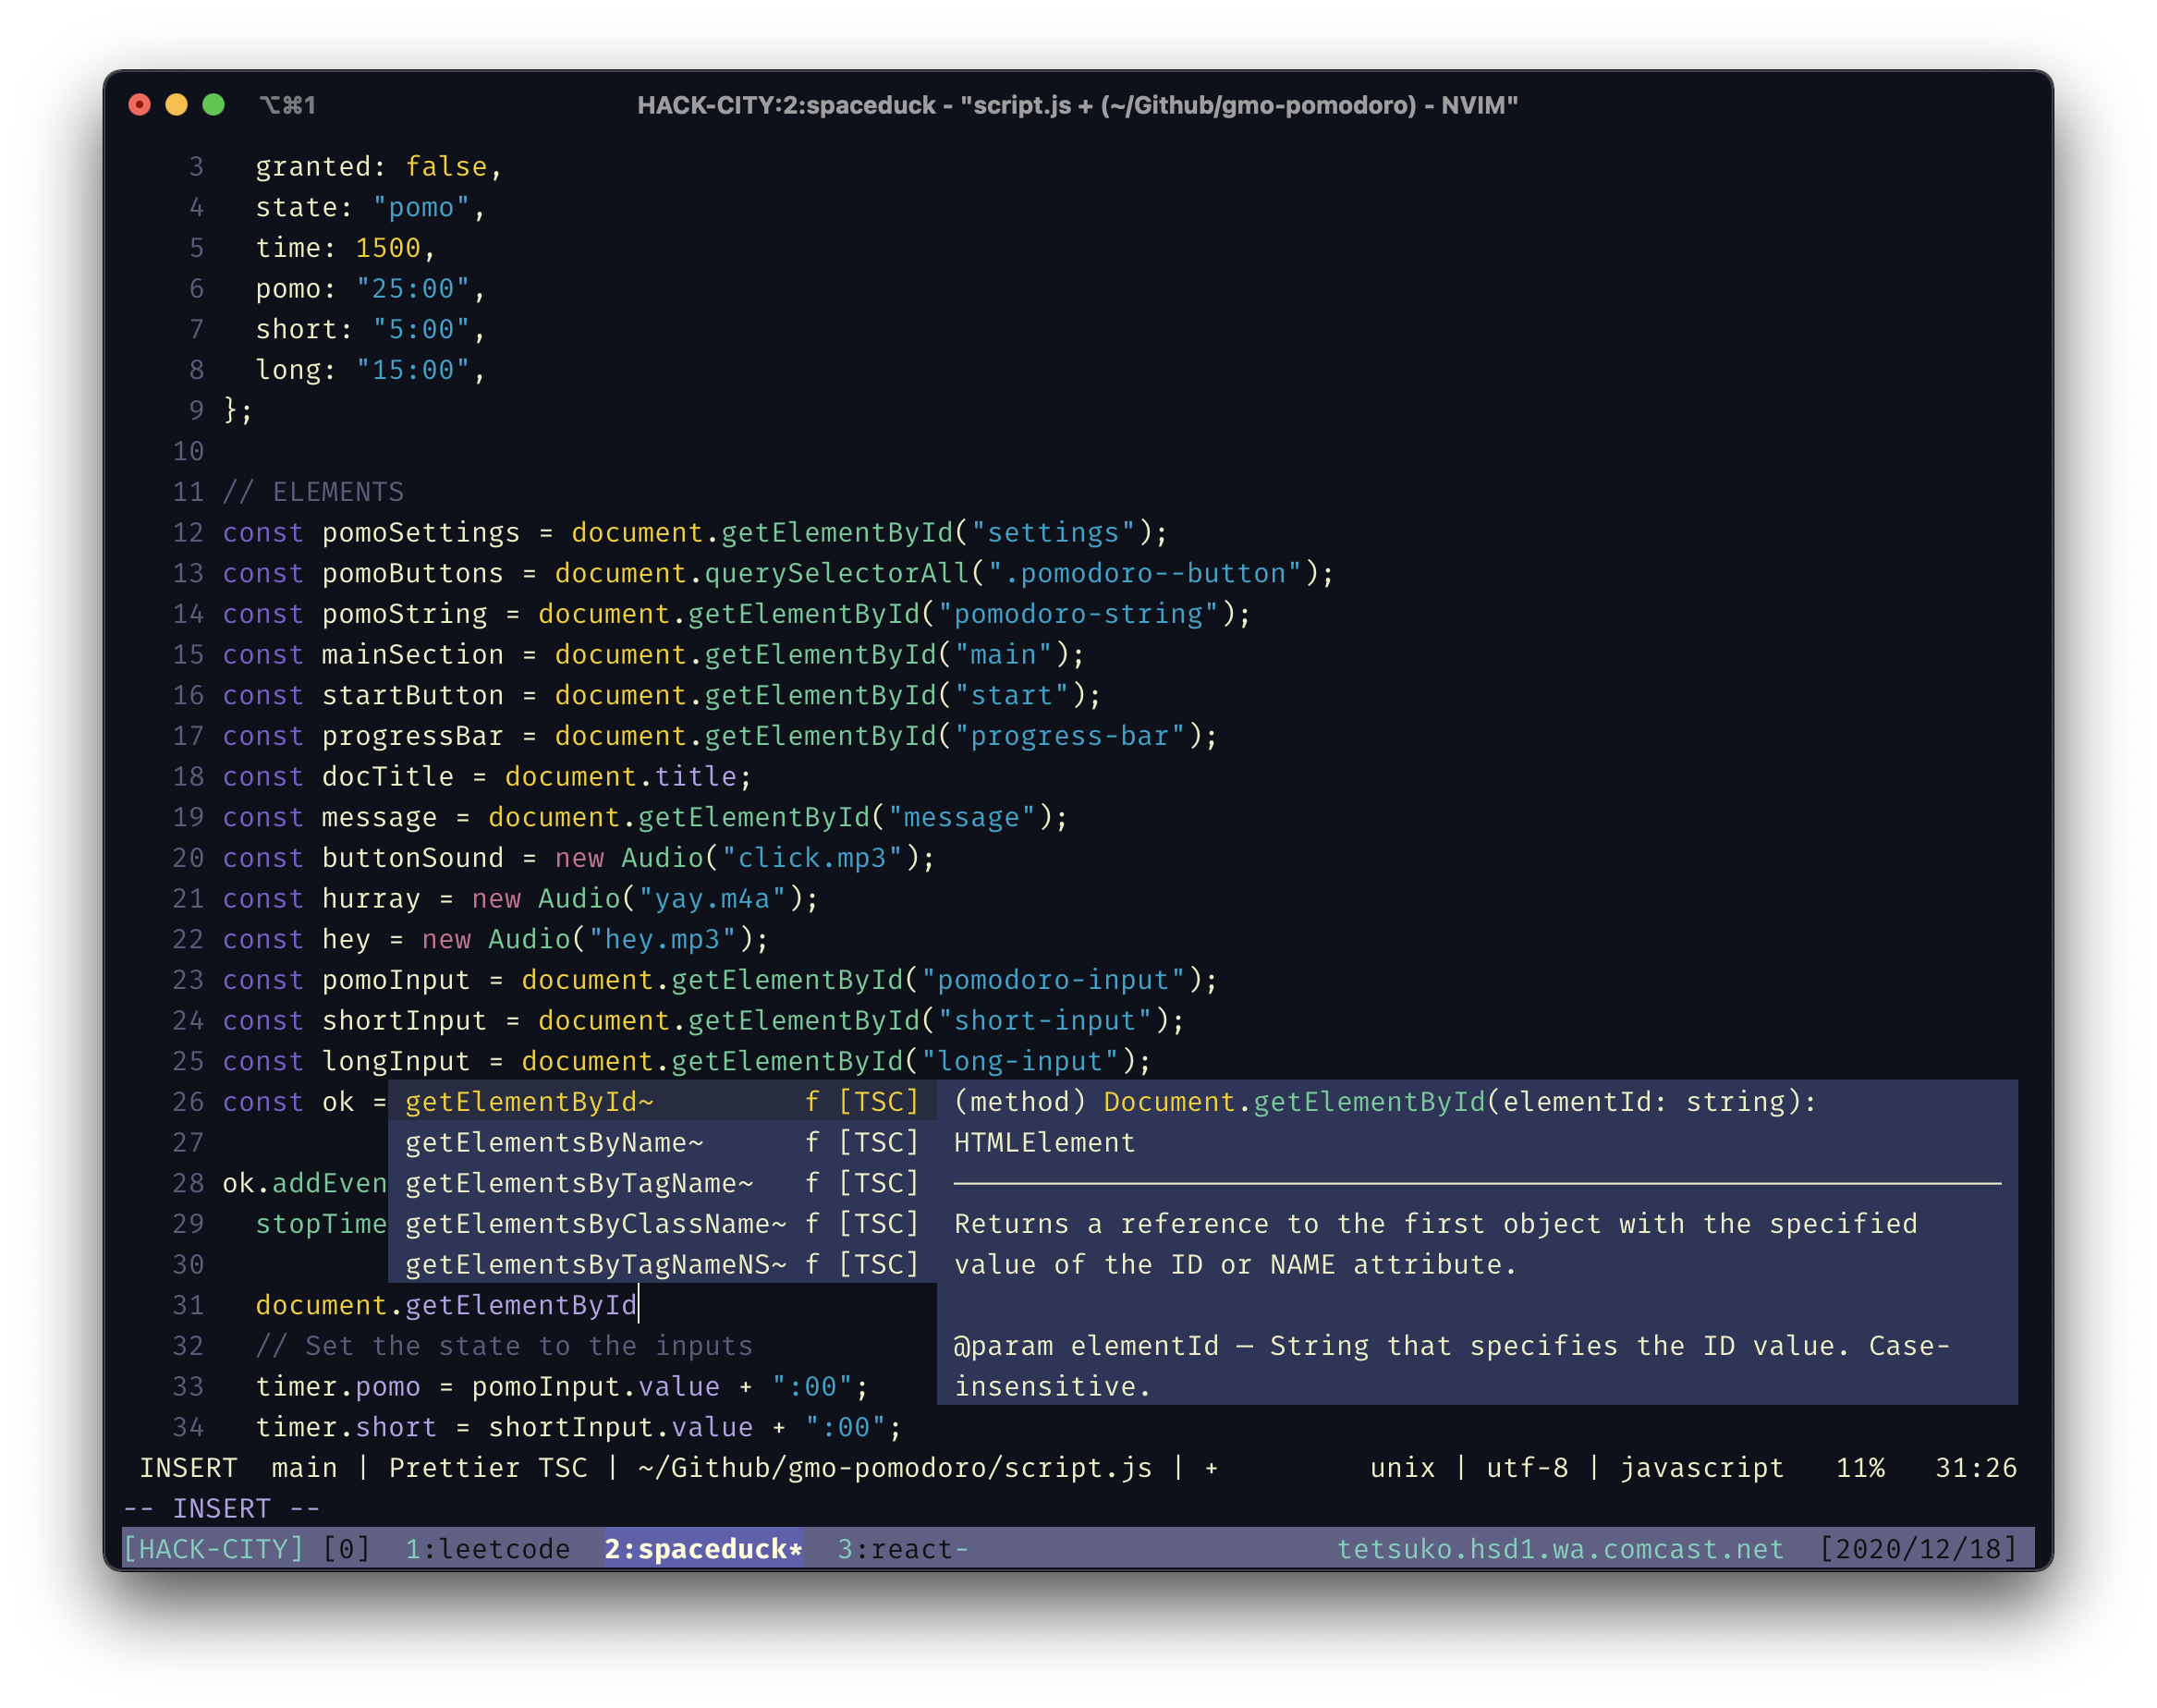 ⌥⌘1 HACK-CITY:2:spaceduck - "script.js + (~/Github/gmo-pomodoro) - NVIM"
3   granted: false,
4   state: "pomo",
5   time: 1500,
6   pomo: "25:00",
7   short: "5:00",
8   long: "15:00",
9 };
10
11 // ELEMENTS
12 const pomoSettings = document.getElementById("settings");
13 const pomoButtons = document.querySelectorAll(".pomodoro--button");
14 const pomoString = document.getElementById("pomodoro-string");
15 const mainSection = document.getElementById("main");
16 const startButton = document.getElementById("start");
17 const progressBar = document.getElementById("progress-bar");
18 const docTitle = document.title;
19 const message = document.getElementById("message");
20 const buttonSound = new Audio("click.mp3");
21 const hurray = new Audio("yay.m4a");
22 const hey = new Audio("hey.mp3");
23 const pomoInput = document.getElementById("pomodoro-input");
24 const shortInput = document.getElementById("short-input");
25 const longInput = document.getElementById("long-input");
26 const ok = getElementById~ f [TSC] (method) Document.getElementById(elementId: string):
27 getElementsByName~ f [TSC] HTMLElement
28 ok.addEven getElementsByTagName~ f [TSC]
29   stopTime getElementsByClassName~ f [TSC] Returns a reference to the first object with the specified
30 getElementsByTagNameNS~ f [TSC] value of the ID or NAME attribute.
31   document.getElementById
32   // Set the state to the inputs @param elementId — String that specifies the ID value. Case-
33   timer.pomo = pomoInput.value + ":00"; insensitive.
34   timer.short = shortInput.value + ":00";
INSERT  main | Prettier TSC | ~/Github/gmo-pomodoro/script.js | + unix | utf-8 | javascript 11% 31:26
-- INSERT --
[HACK-CITY] [0] 1:leetcode 2:spaceduck* 3:react- tetsuko.hsd1.wa.comcast.net [2020/12/18]